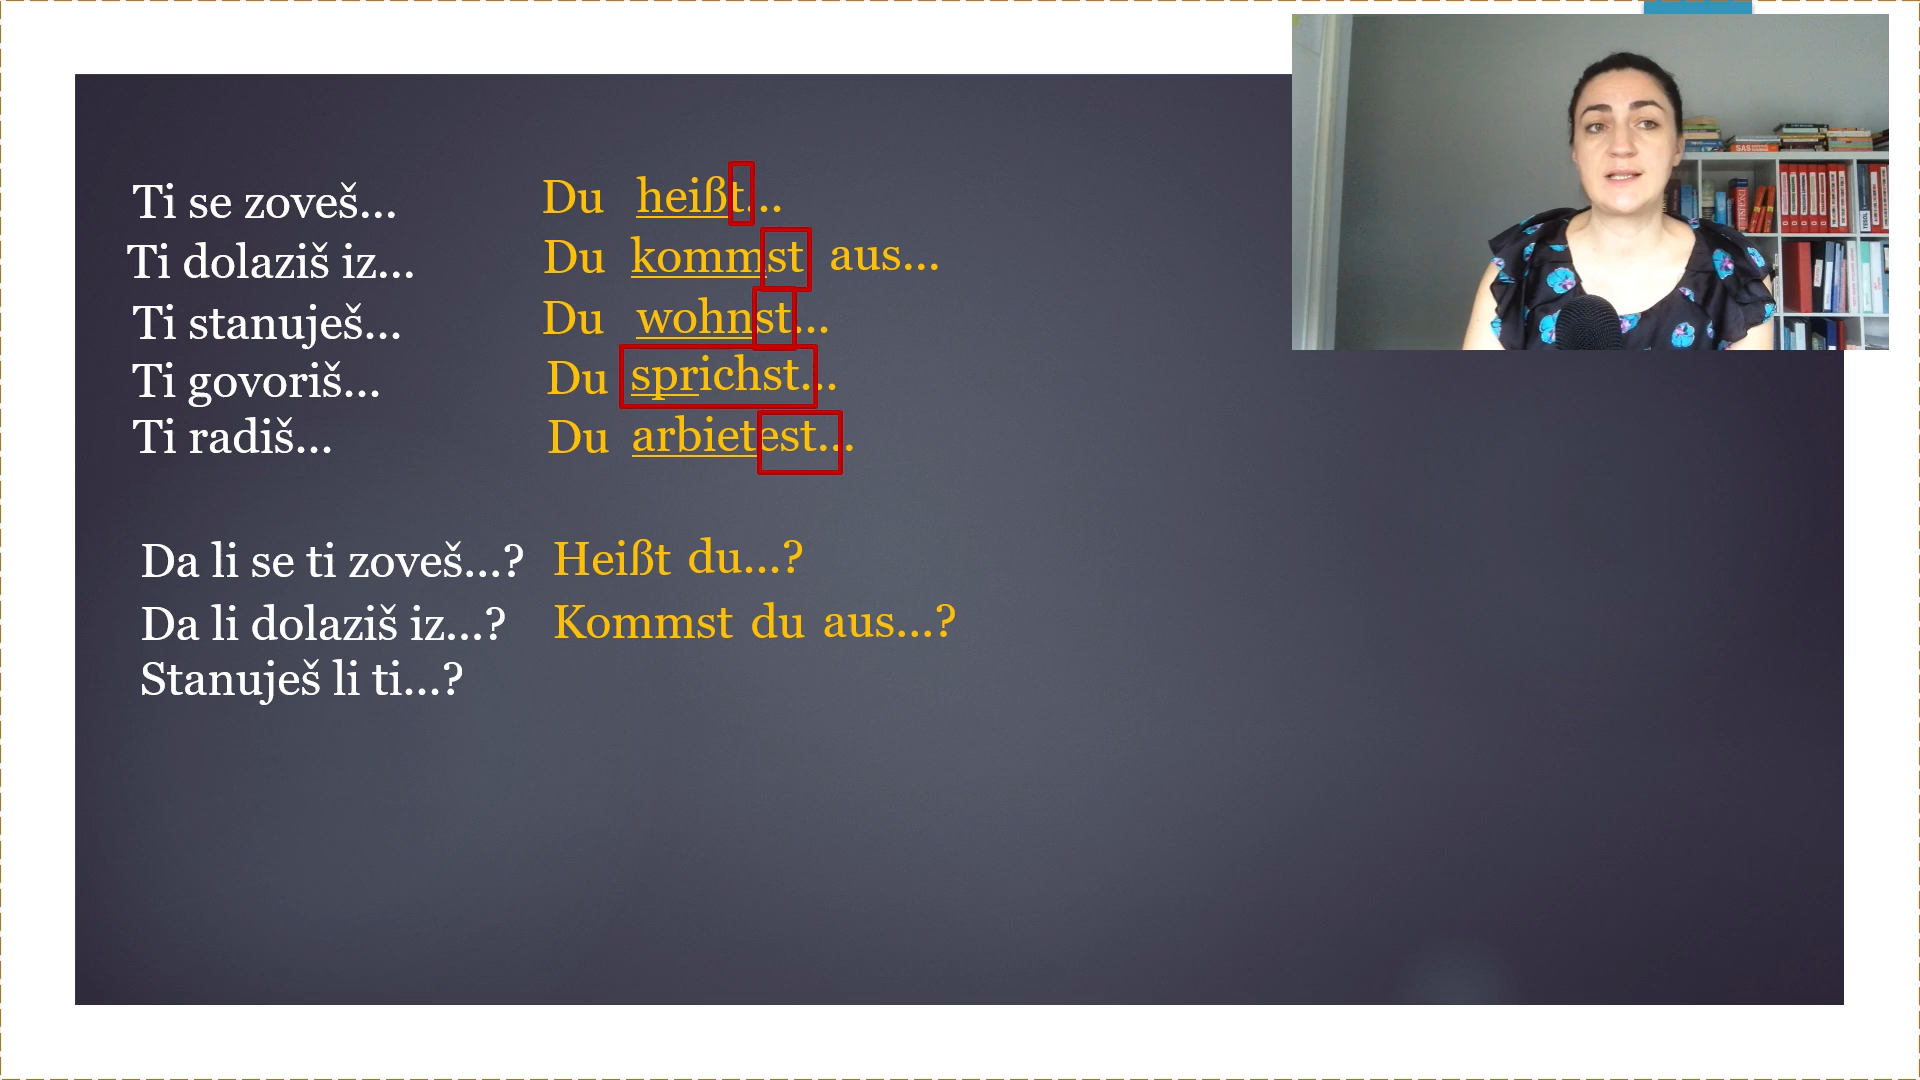 Ti se zoveš... Du heißt...
Ti dolaziš iz... Du kommst aus...
Ti stanuješ... Du wohnst...
Ti govoriš... Du sprichst...
Ti radiš... Du arbietest...
Da li se ti zoveš...? Heißt du...?
Da li dolaziš iz...? Kommst du aus...?
Stanuješ li ti...?
SAS